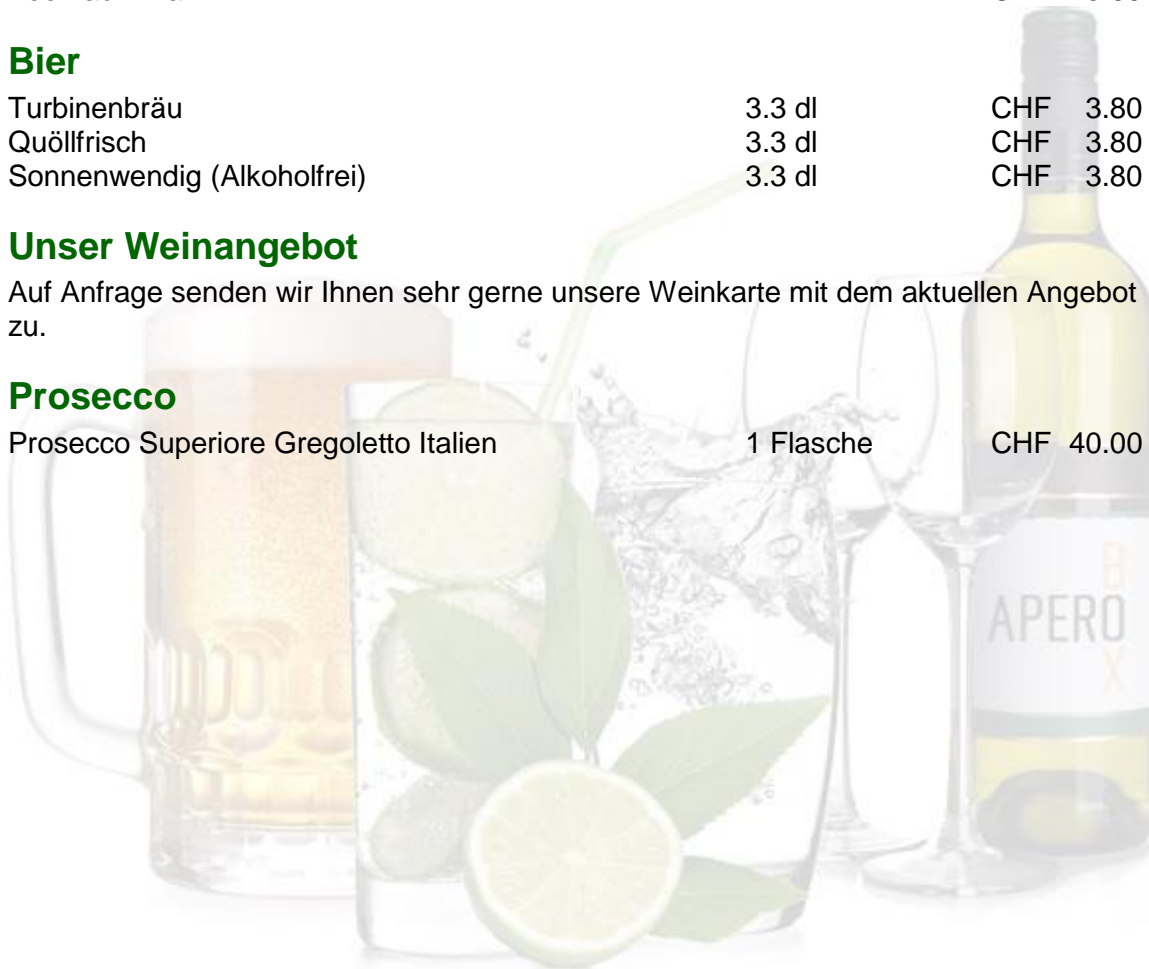 Bier
Turbinenbräu 3.3 dl CHF 3.80
Quöllfrisch 3.3 dl CHF 3.80
Sonnenwendig (Alkoholfrei) 3.3 dl CHF 3.80
Unser Weinangebot
Auf Anfrage senden wir Ihnen sehr gerne unsere Weinkarte mit dem aktuellen Angebot
zu.
Prosecco
Prosecco Superiore Gregoletto Italien 1 Flasche CHF 40.00
APERO
BOX